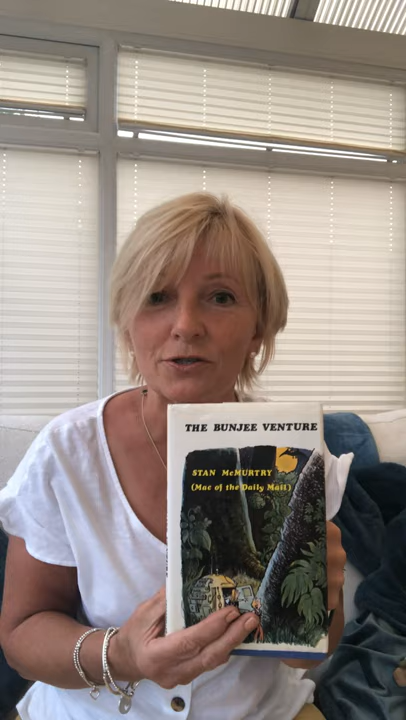 THE BUNJEE VENTURE
STAN McMURTRY
(Mac of the Daily Mail)